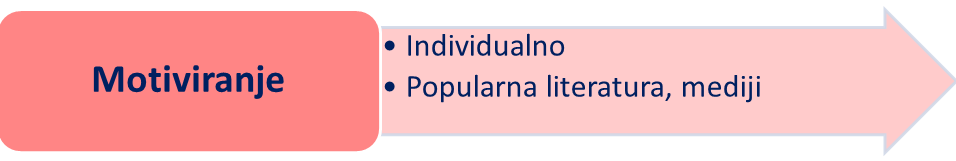 Motiviranje
• Individualno
• Popularna literatura, mediji